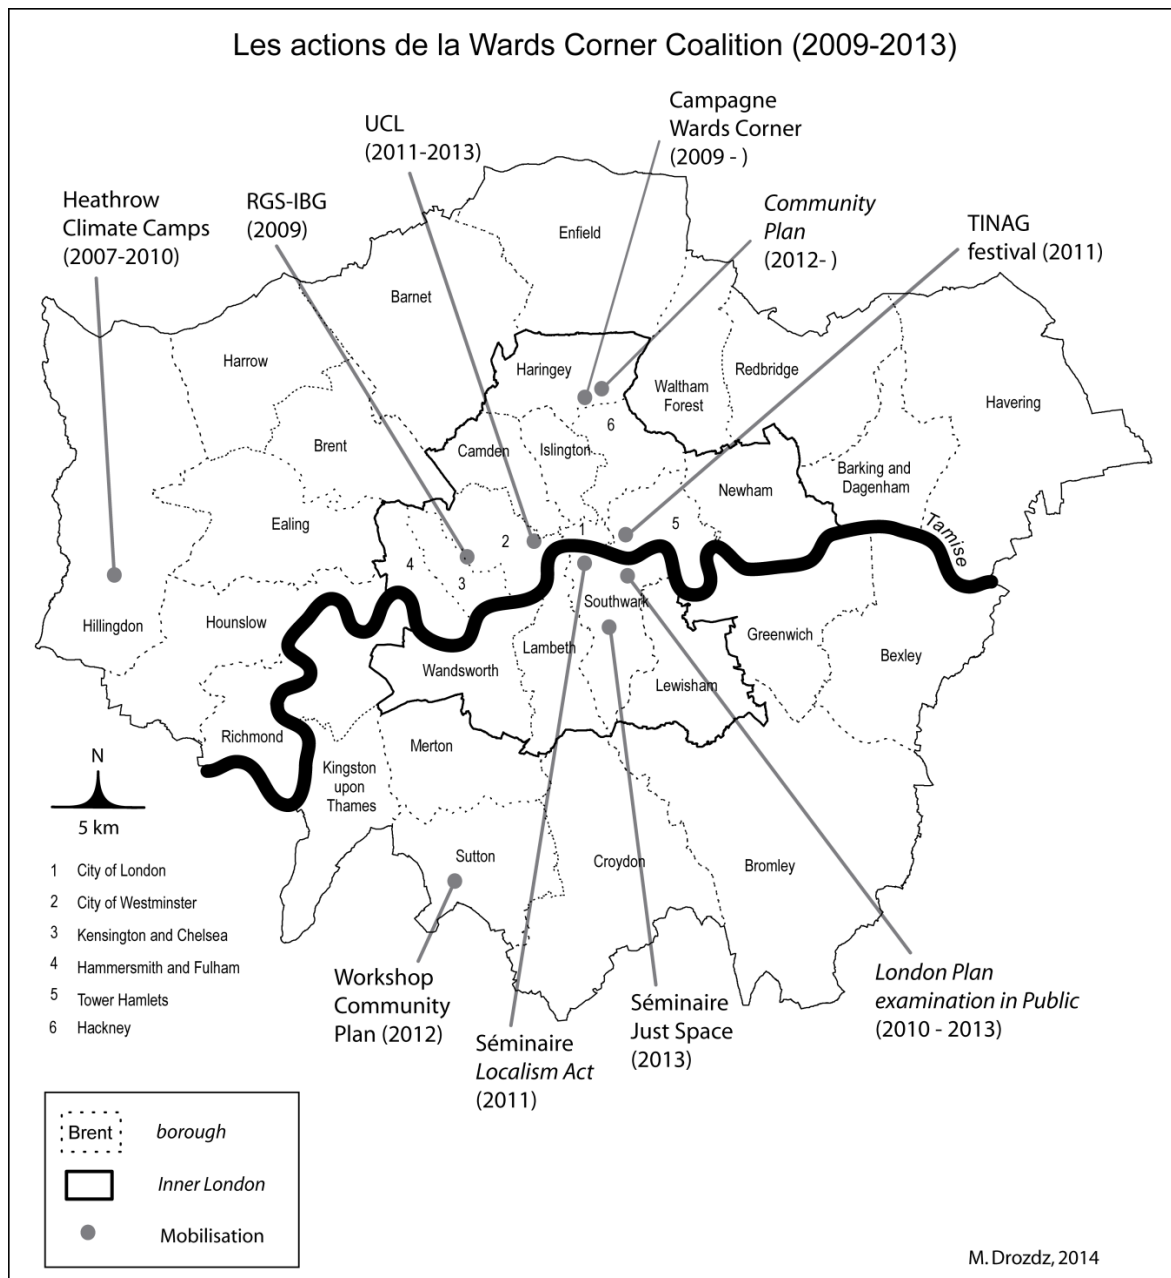 Les actions de la Wards Corner Coalition (2009-2013)
Campagne
Wards Corner
(2009 - )
UCL
(2011-2013)
Heathrow
Climate Camps
(2007-2010)
RGS-IBG
(2009)
Community
Plan
(2012- )
TINAG
festival (2011)
Enfield
Barnet
Harrow
Haringey
Redbridge
Waltham
Forest
Havering
6
Brent
Camden
Islington
Barking and
Dagenham
Newham
Ealing
1
5
2
Tamise
4
3
Hillingdon
Hounslow
Southwark
Greenwich
Lambeth
Bexley
Wandsworth
Lewisham
Richmond
Merton
Kingston
upon
Thames
N
5 km
Sutton
Croydon
Bromley
1 City of London
2 City of Westminster
3 Kensington and Chelsea
4 Hammersmith and Fulham
5 Tower Hamlets
6 Hackney
Workshop
Community
Plan (2012)
Séminaire
Localism Act
(2011)
Séminaire
Just Space
(2013)
London Plan
examination in Public
(2010 - 2013)
Brent borough
Inner London
Mobilisation
M. Drozdz, 2014